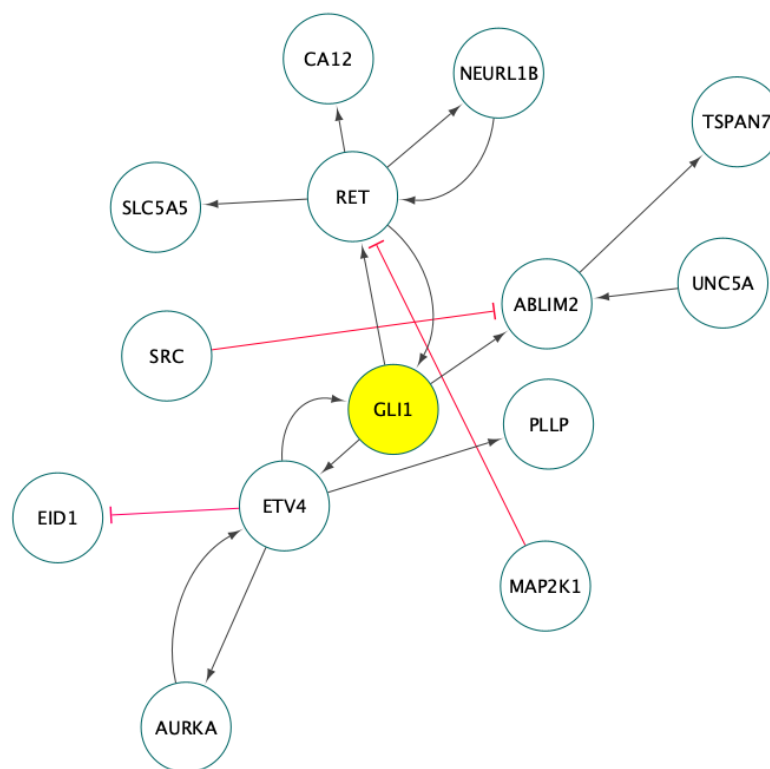 CA12
NEURL1B
TSPAN7
RET
SLC5A5
UNC5A
ABLIM2
SRC
GLI1
PLLP
ETV4
EID1
MAP2K1
AURKA